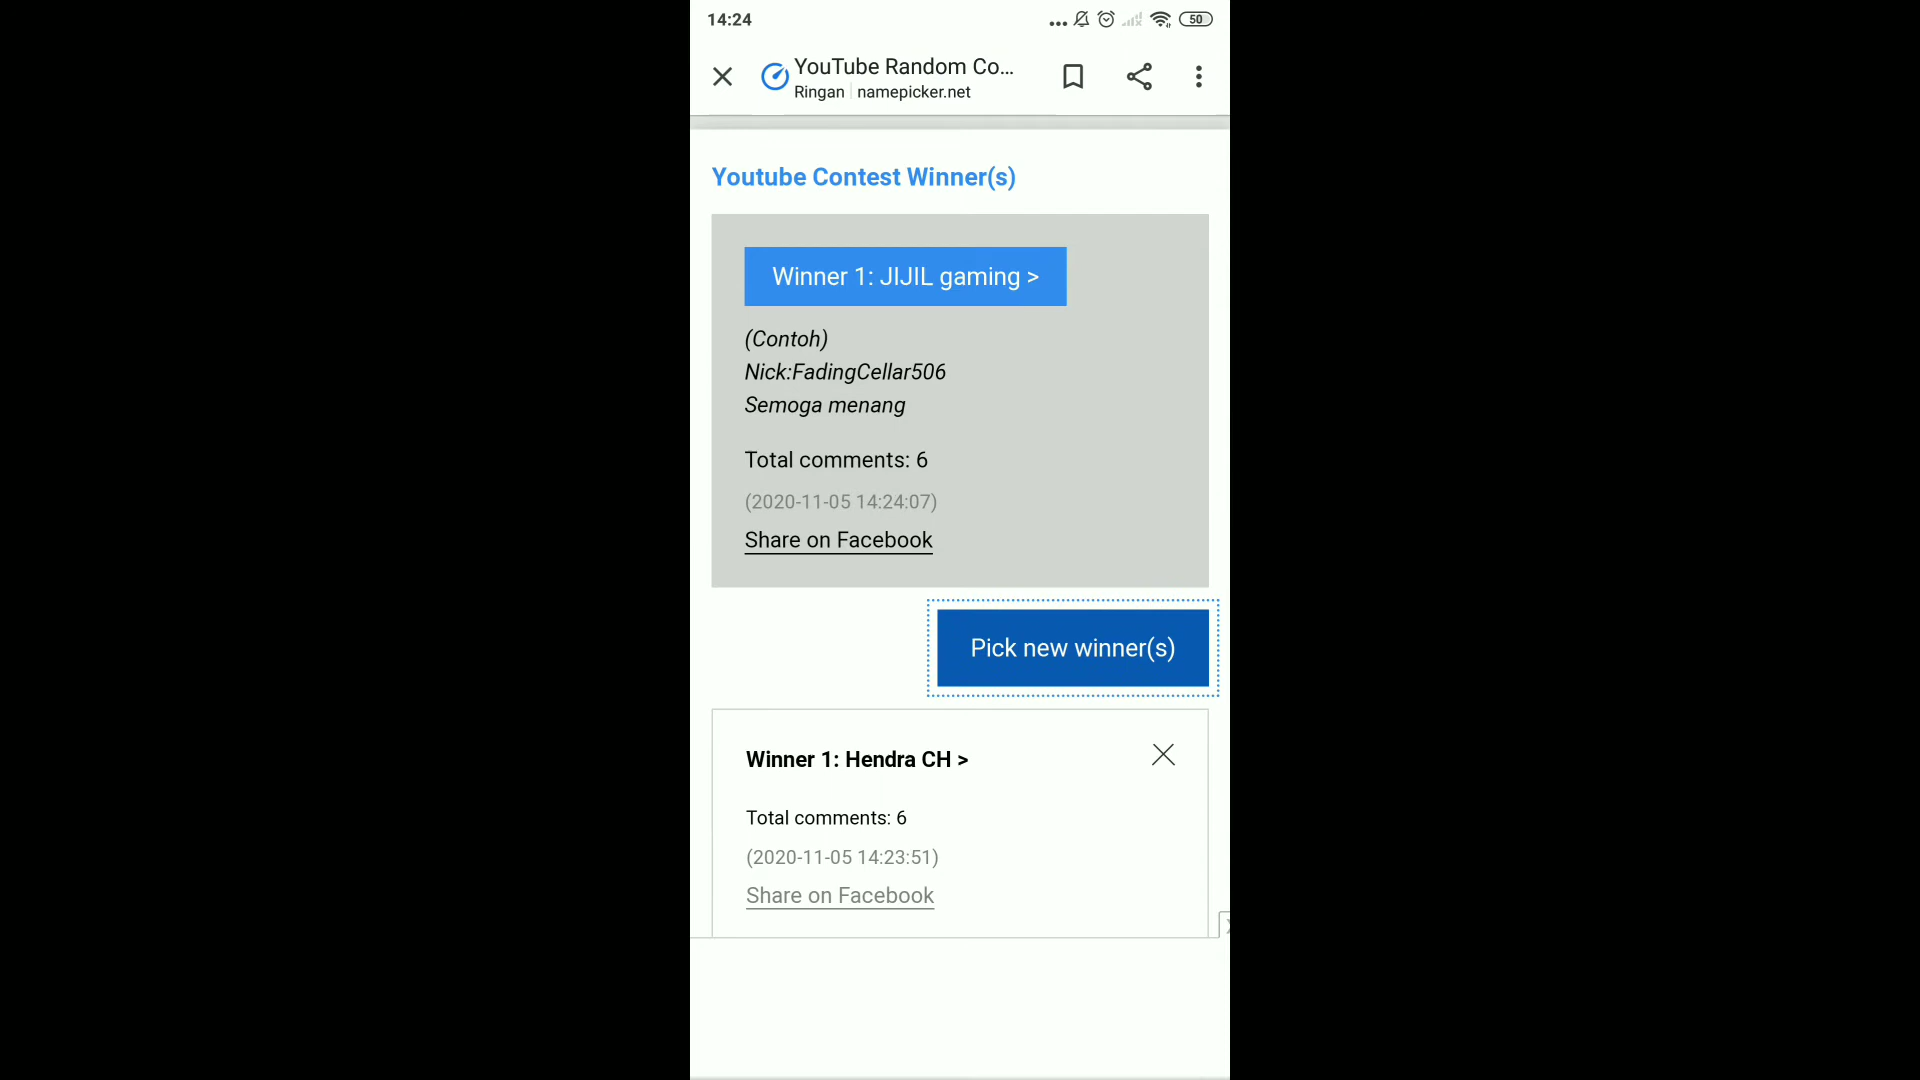 14:24
50
YouTube Random Co...
Ringan namepicker.net
Youtube Contest Winner(s)
Winner 1: JIJIL gaming >
(Contoh)
Nick:FadingCellar506
Semoga menang
Total comments: 6
(2020-11-05 14:24:07)
Share on Facebook
Pick new winner(s)
Winner 1: Hendra CH >
Total comments: 6
(2020-11-05 14:23:51)
Share on Facebook